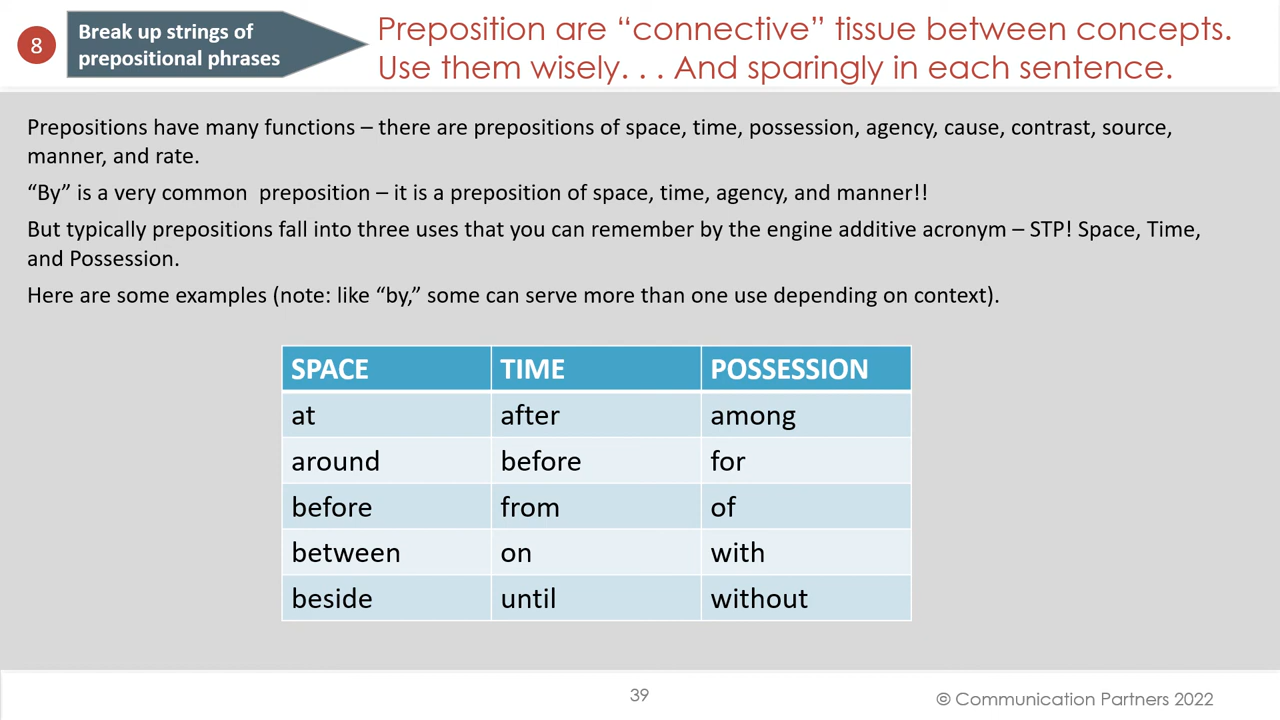 8
Break up strings of
prepositional phrases
Preposition are “connective” tissue between concepts.
Use them wisely. . . And sparingly in each sentence.
Prepositions have many functions – there are prepositions of space, time, possession, agency, cause, contrast, source,
manner, and rate.
“By” is a very common  preposition – it is a preposition of space, time, agency, and manner!!
But typically prepositions fall into three uses that you can remember by the engine additive acronym – STP! Space, Time,
and Possession.
Here are some examples (note: like “by,” some can serve more than one use depending on context).
SPACE TIME POSSESSION
at after among
around before for
before from of
between on with
beside until without
39
© Communication Partners 2022